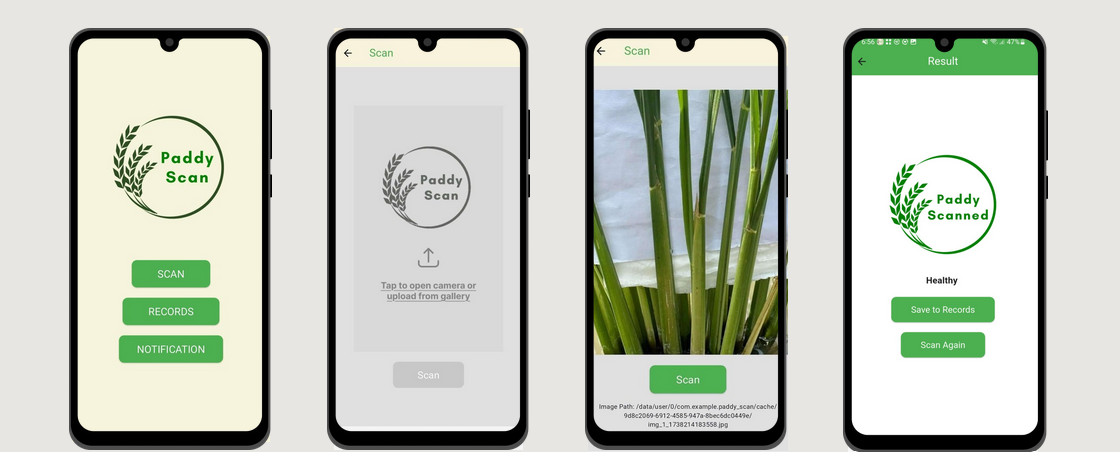 Paddy
Scan
SCAN
RECORDS
NOTIFICATION
Scan
Paddy
Scan
Tap to open camera or
upload from gallery
Scan
Scan
Scan
Image Path: /data/user/0/com.example.paddy_scan/cache/
9d8c2069-6912-4585-947a-8bec6dc0449e/
img_1_1738214183558.jpg
6:56
47%
Result
Paddy
Scanned
Healthy
Save to Records
Scan Again